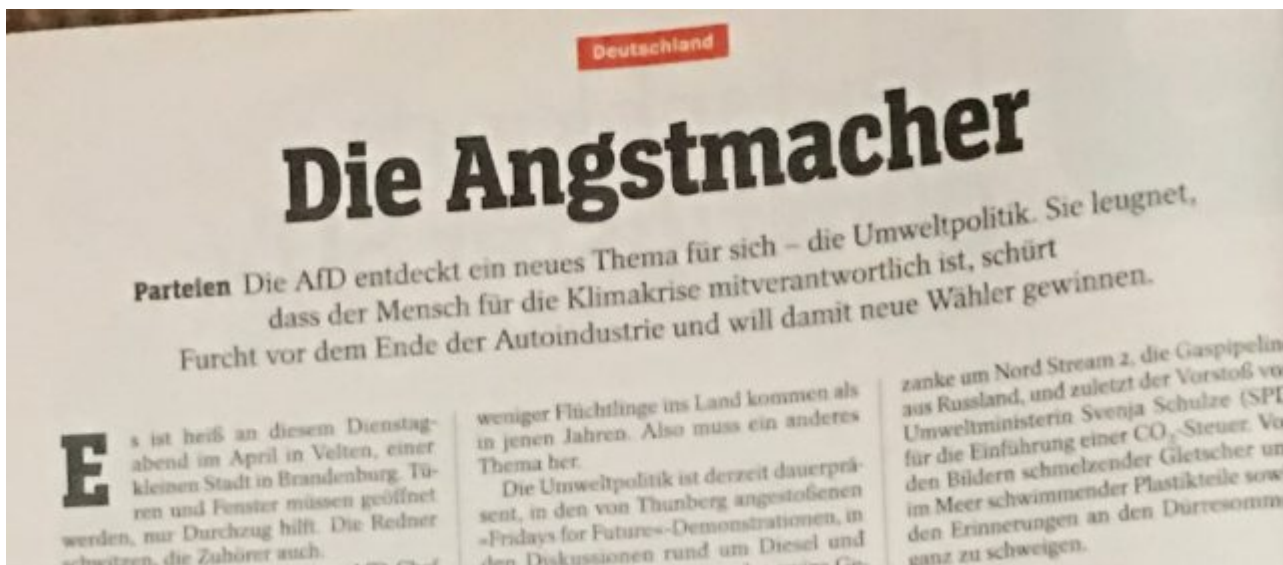 Deutschland
Die Angstmacher
Parteien Die AfD entdeckt ein neues Thema für sich – die Umweltpolitik. Sie leugnet,
dass der Mensch für die Klimakrise mitverantwortlich ist, schürt
Furcht vor dem Ende der Autoindustrie und will damit neue Wähler gewinnen.
Es ist heiß an diesem Dienstag-
abend im April in Velten, einer
kleinen Stadt in Brandenburg. Tü-
ren und Fenster müssen geöffnet
werden, nur Durchzug hilft. Die Redner
schwitzen, die Zuhörer auch.
weniger Flüchtlinge ins Land kommen als
in jenen Jahren. Also muss ein anderes
Thema her.
Die Umweltpolitik ist derzeit dauerprä-
sent, in den von Thunberg angestoßenen
»Fridays for Future«-Demonstrationen, in
den Diskussionen rund um Diesel und
zanke um Nord Stream 2, die Gaspipelin
aus Russland, und zuletzt der Vorstoß vo
Umweltministerin Svenja Schulze (SPD
für die Einführung einer CO₂-Steuer. Vo
den Bildern schmelzender Gletscher un
im Meer schwimmender Plastikteile sow
den Erinnerungen an den Dürresomm
ganz zu schweigen.